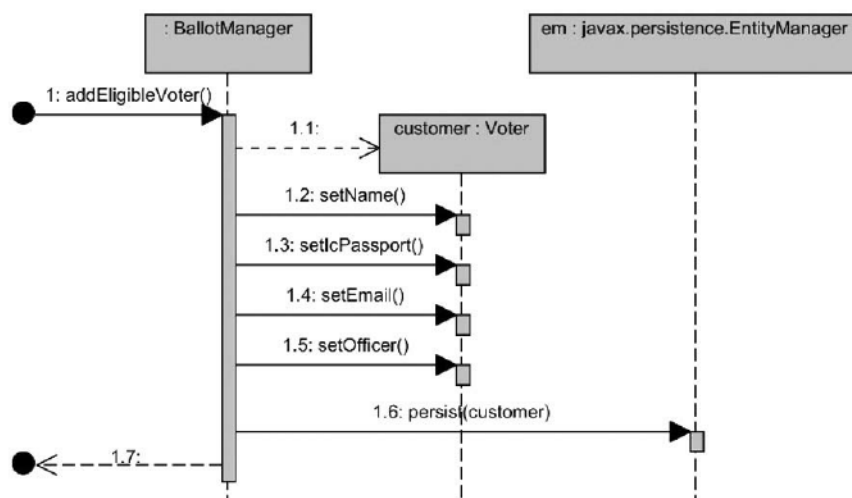 : BallotManager
em : javax.persistence.EntityManager
1: addEligibleVoter()
1.1:
customer : Voter
1.2: setName()
1.3: setIcPassport()
1.4: setEmail()
1.5: setOfficer()
1.6: persist(customer)
1.7: